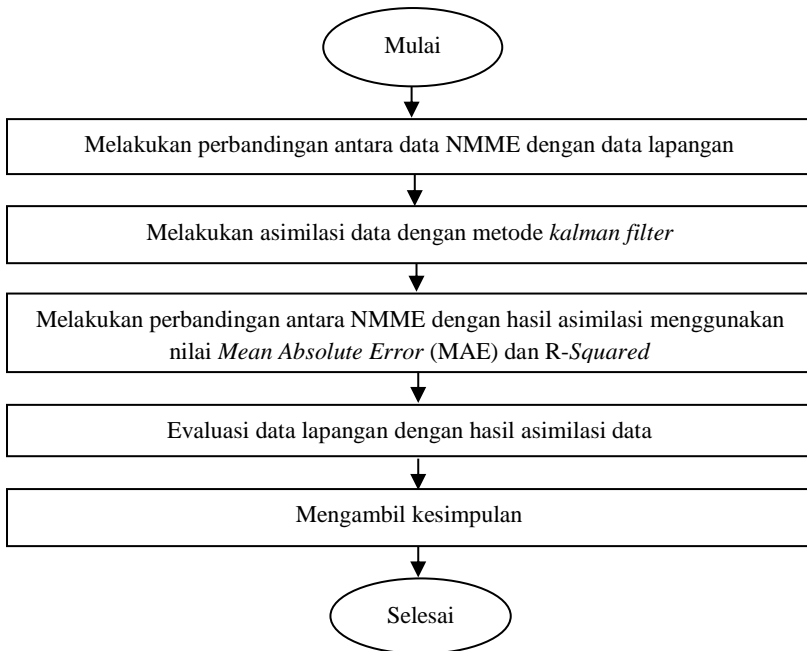 Mulai
Melakukan perbandingan antara data NMME dengan data lapangan
Melakukan asimilasi data dengan metode kalman filter
Melakukan perbandingan antara NMME dengan hasil asimilasi menggunakan
nilai Mean Absolute Error (MAE) dan R-Squared
Evaluasi data lapangan dengan hasil asimilasi data
Mengambil kesimpulan
Selesai